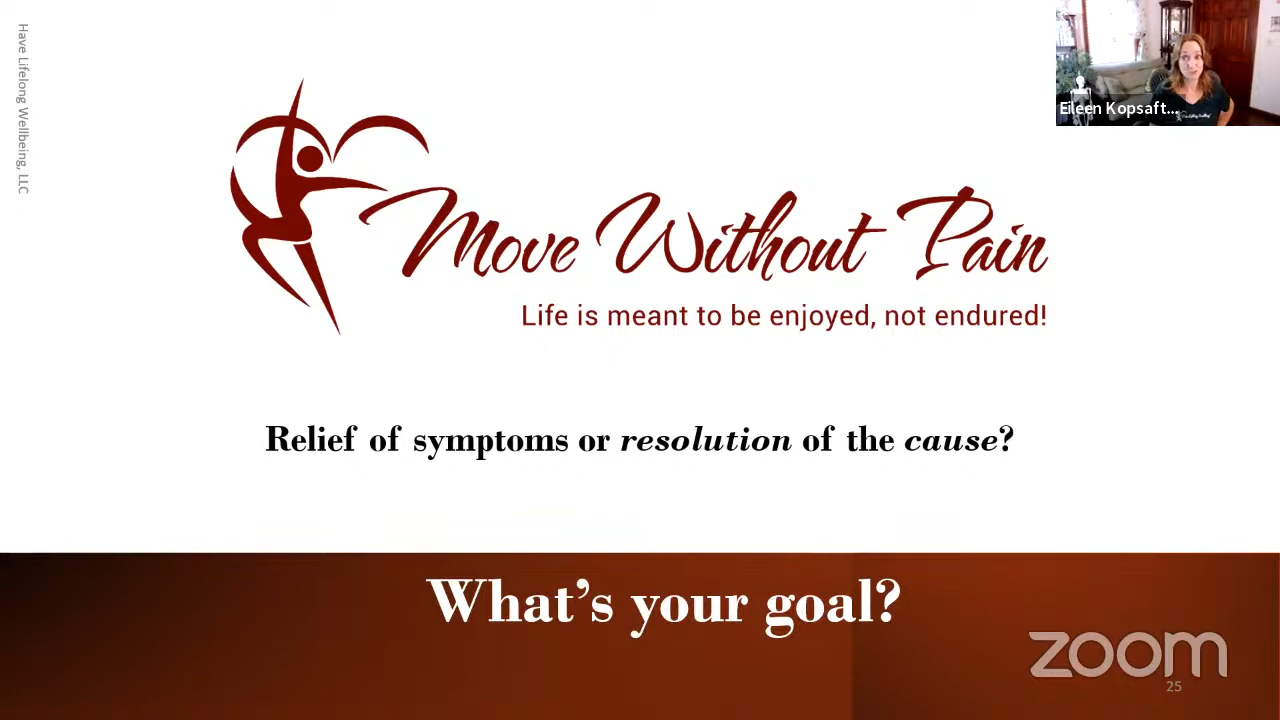 Have Lifelong Wellbeing, LLC
Eileen Kopsaft...
Move Without Pain
Life is meant to be enjoyed, not endured!
Relief of symptoms or resolution of the cause?
What's your goal?
zoom
25